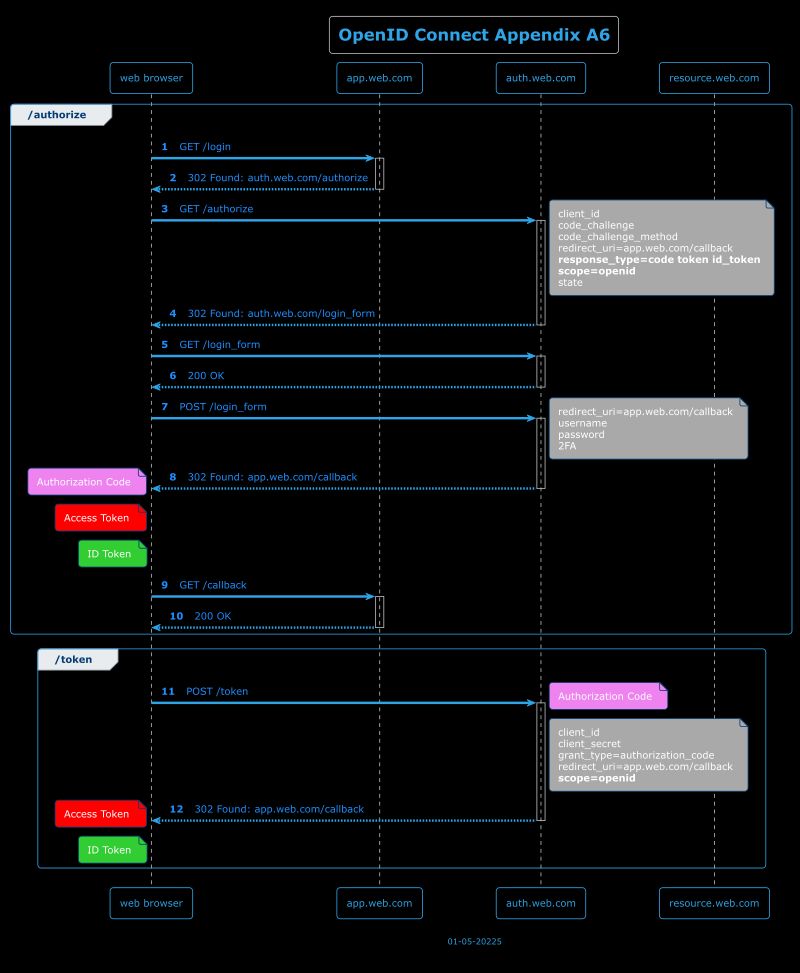 OpenID Connect Appendix A6
web browser
app.web.com
auth.web.com
resource.web.com
/authorize
1 GET /login
2 302 Found: auth.web.com/authorize
3 GET /authorize
client_id
code_challenge
code_challenge_method
redirect_uri=app.web.com/callback
response_type=code token id_token
scope=openid
state
4 302 Found: auth.web.com/login_form
5 GET /login_form
6 200 OK
7 POST /login_form
redirect_uri=app.web.com/callback
username
password
2FA
8 302 Found: app.web.com/callback
Authorization Code
Access Token
ID Token
9 GET /callback
10 200 OK
/token
11 POST /token
Authorization Code
client_id
client_secret
grant_type=authorization_code
redirect_uri=app.web.com/callback
scope=openid
12 302 Found: app.web.com/callback
Access Token
ID Token
web browser
app.web.com
auth.web.com
resource.web.com
01-05-20225